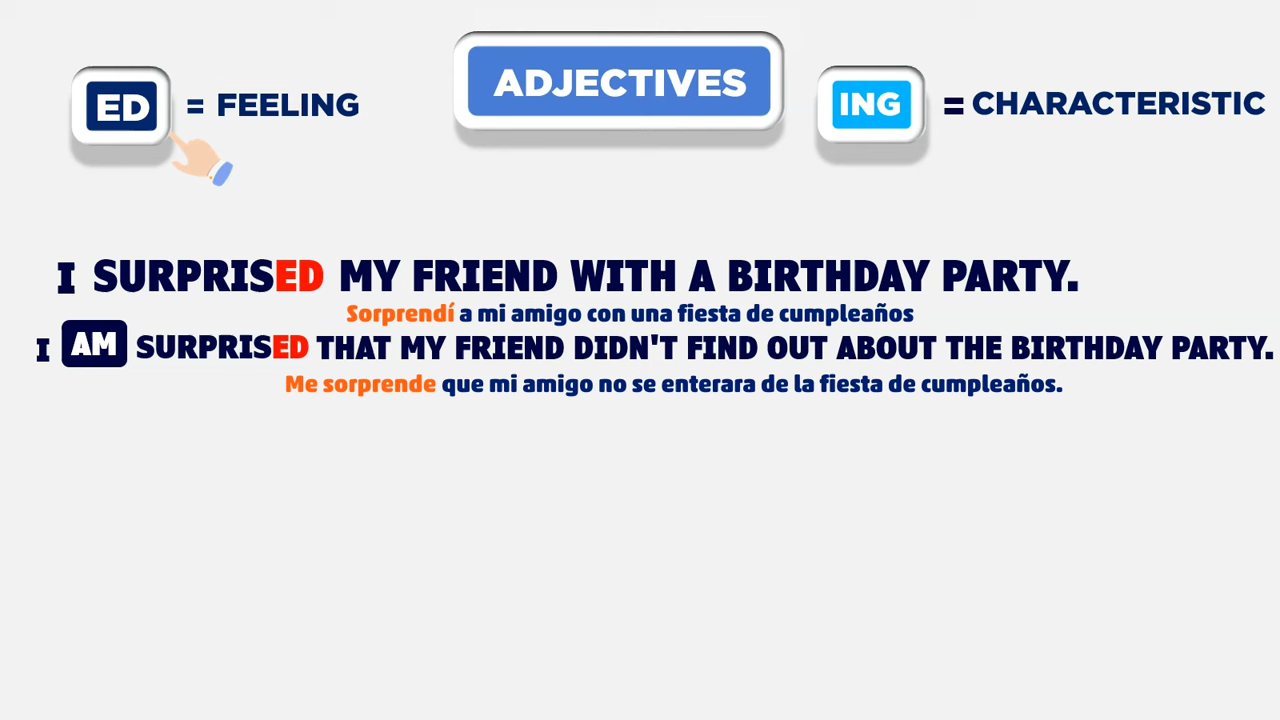 ADJECTIVES
ED = FEELING
ING = CHARACTERISTIC
I SURPRISED MY FRIEND WITH A BIRTHDAY PARTY.
Sorprendí a mi amigo con una fiesta de cumpleaños
I AM SURPRISED THAT MY FRIEND DIDN'T FIND OUT ABOUT THE BIRTHDAY PARTY.
Me sorprende que mi amigo no se enterara de la fiesta de cumpleaños.